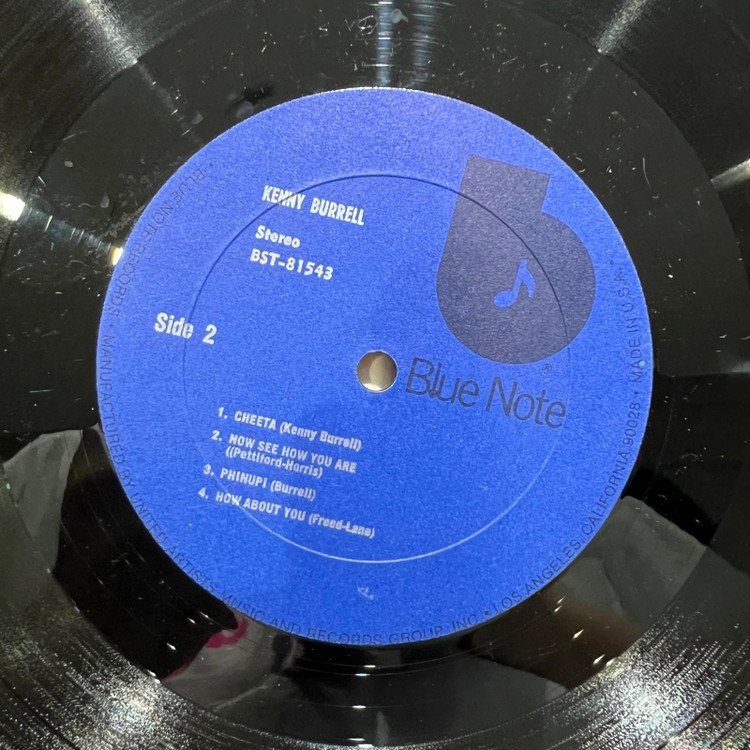 KENNY BURRELL
Stereo
BST-81543
Side 2
Blue Note
®
1. CHEETA (Kenny Burrell)
2. NOW SEE HOW YOU ARE
((Pettiford-Harris)
3. PHINUPI (Burrell)
4. HOW ABOUT YOU (Freed-Lane)
• BLUE NOTE RECORDS • MANUFACTURED BY UNITED ARTISTS MUSIC AND RECORDS GROUP, INC. • LOS ANGELES, CALIFORNIA 90028 • MADE IN U.S.A. •